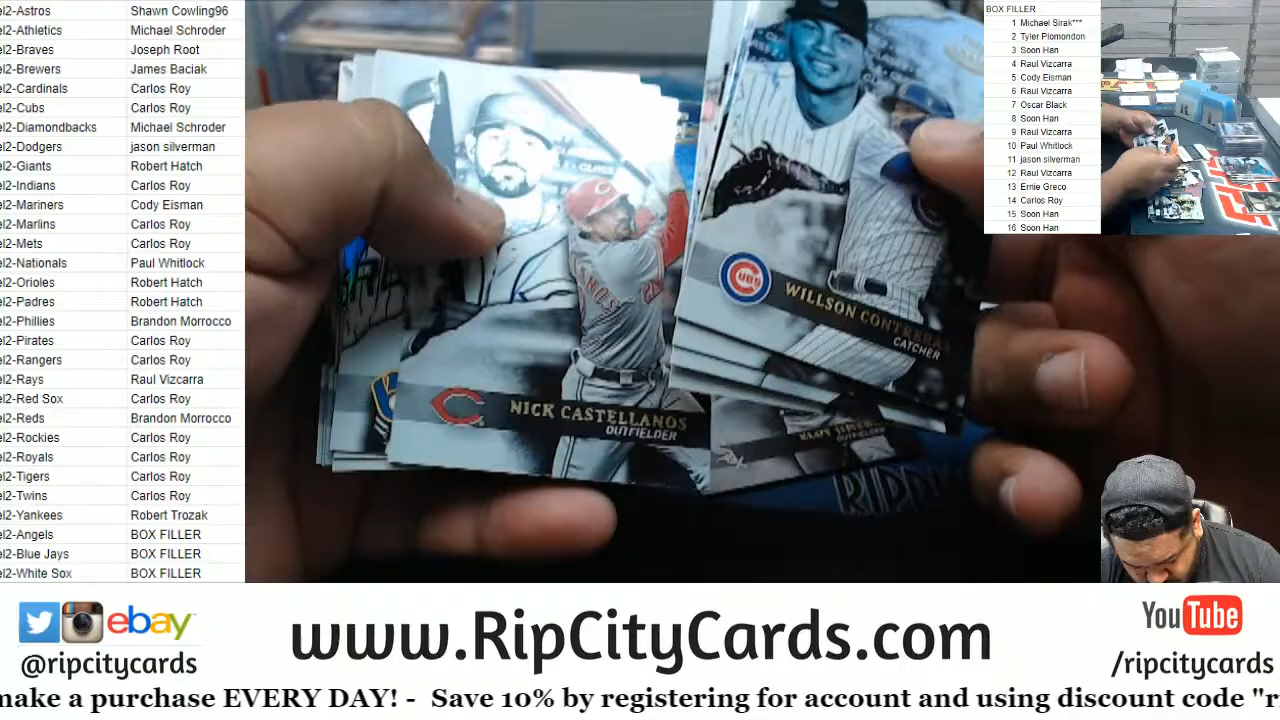 el2-Astros Shawn Cowling96
el2-Athletics Michael Schroder
el2-Braves Joseph Root
el2-Brewers James Baciak
el2-Cardinals Carlos Roy
el2-Cubs Carlos Roy
el2-Diamondbacks Michael Schroder
el2-Dodgers jason silverman
el2-Giants Robert Hatch
el2-Indians Carlos Roy
el2-Mariners Cody Eisman
el2-Marlins Carlos Roy
el2-Mets Carlos Roy
el2-Nationals Paul Whitlock
el2-Orioles Robert Hatch
el2-Padres Robert Hatch
el2-Phillies Brandon Morrocco
el2-Pirates Carlos Roy
el2-Rangers Carlos Roy
el2-Rays Raul Vizcarra
el2-Red Sox Carlos Roy
el2-Reds Brandon Morrocco
el2-Rockies Carlos Roy
el2-Royals Carlos Roy
el2-Tigers Carlos Roy
el2-Twins Carlos Roy
el2-Yankees Robert Trozak
el2-Angels BOX FILLER
el2-Blue Jays BOX FILLER
el2-White Sox BOX FILLER
CUBS
WILLSON CONTRERA
CATCHER
NICK CASTELLANOS
OUTFIELDER
OUTFIELDER
RIPP
BOX FILLER
1 Michael Sirak***
2 Tyler Plomondon
3 Soon Han
4 Raul Vizcarra
5 Cody Eisman
6 Raul Vizcarra
7 Oscar Black
8 Soon Han
9 Raul Vizcarra
10 Paul Whitlock
11 jason silverman
12 Raul Vizcarra
13 Ernie Greco
14 Carlos Roy
15 Soon Han
16 Soon Han
ebay
@ripcitycards
www.RipCityCards.com
YouTube
/ripcitycards
make a purchase EVERY DAY! - Save 10% by registering for account and using discount code "r